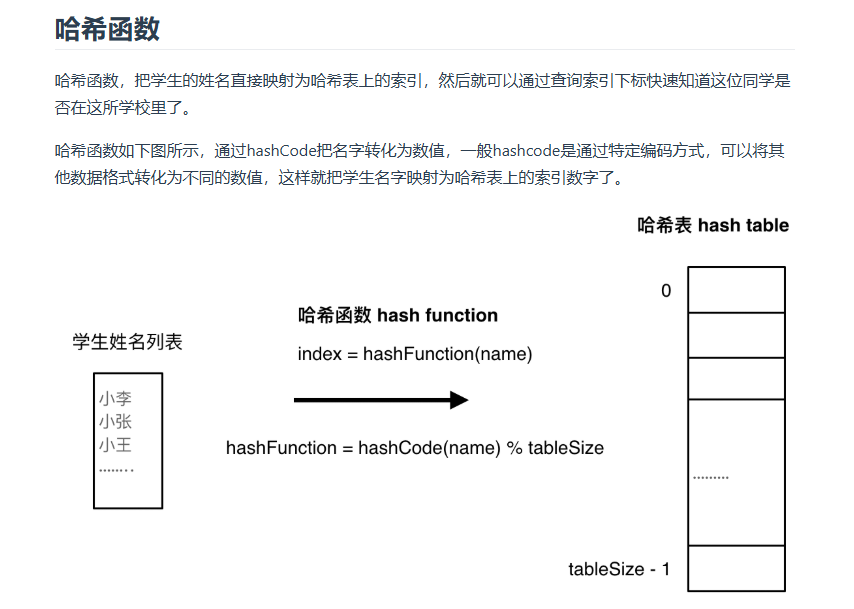 哈希函数
哈希函数，把学生的姓名直接映射为哈希表上的索引，然后就可以通过查询索引下标快速知道这位同学是
否在这所学校里了。
哈希函数如下图所示，通过hashCode把名字转化为数值，一般hashcode是通过特定编码方式，可以将其
他数据格式转化为不同的数值，这样就把学生名字映射为哈希表上的索引数字了。
哈希表 hash table
0
哈希函数 hash function
学生姓名列表
index = hashFunction(name)
小李
小张
小王
........
hashFunction = hashCode(name) % tableSize
.........
tableSize - 1